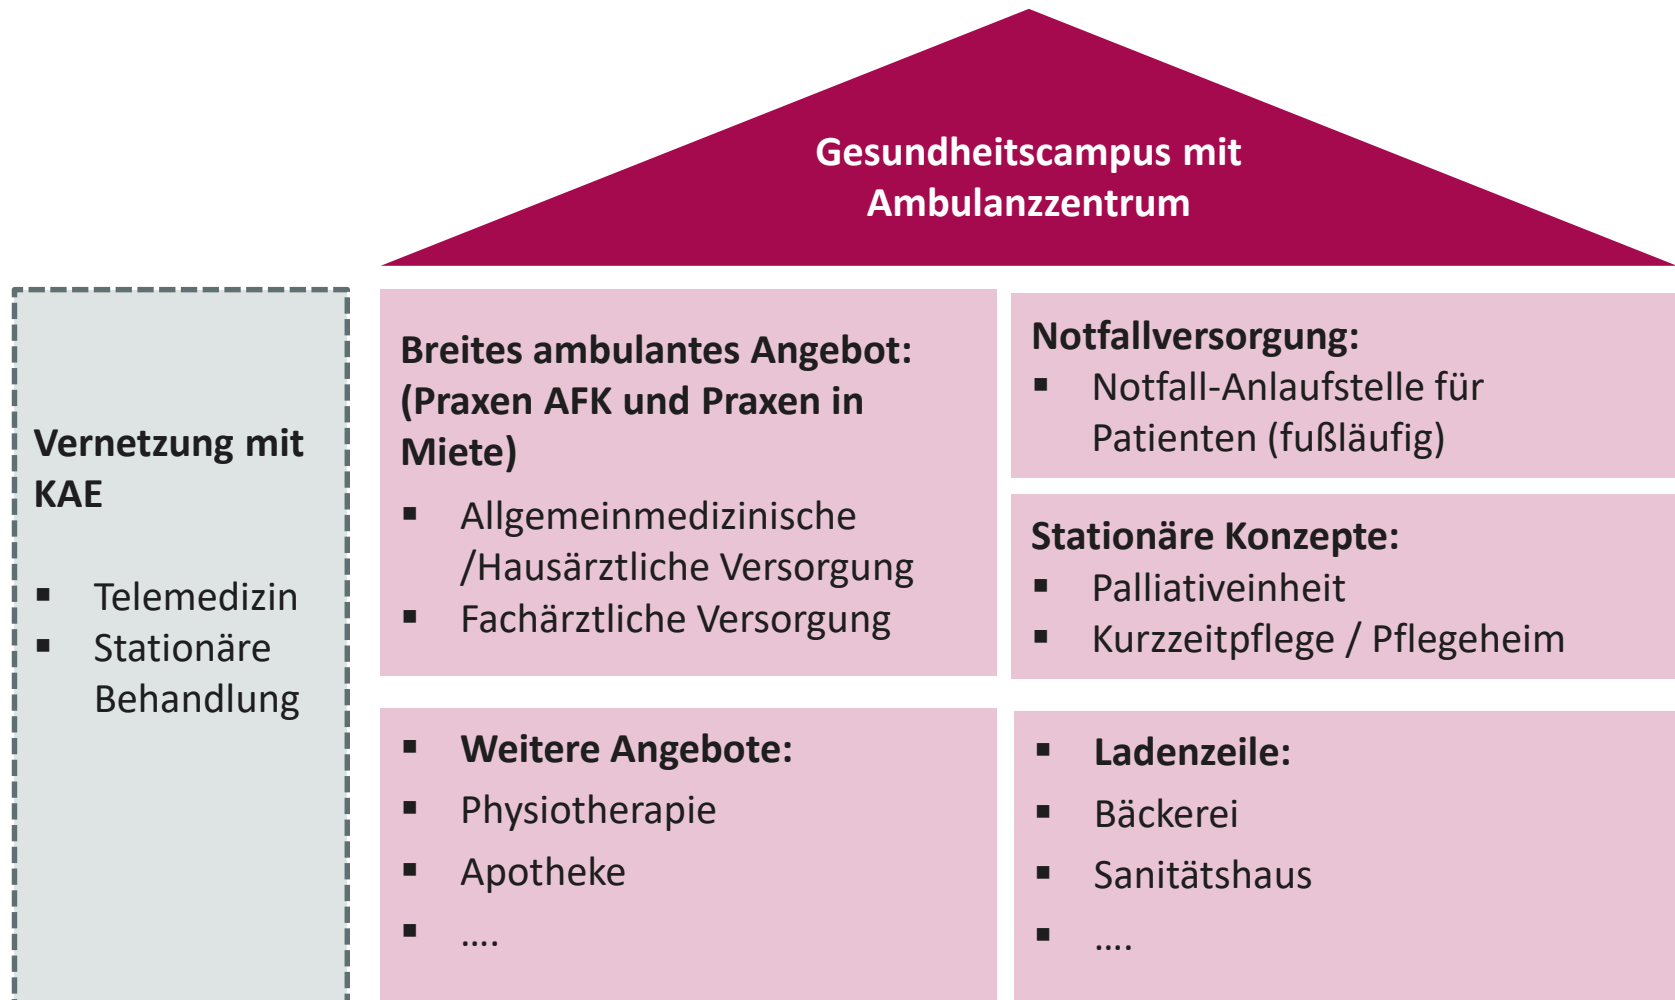 Gesundheitscampus mit
Ambulanzzentrum
Vernetzung mit
KAE
▪ Telemedizin
▪ Stationäre
Behandlung
Breites ambulantes Angebot:
(Praxen AFK und Praxen in
Miete)
▪ Allgemeinmedizinische
/Hausärztliche Versorgung
▪ Fachärztliche Versorgung
Notfallversorgung:
▪ Notfall-Anlaufstelle für
Patienten (fußläufig)
Stationäre Konzepte:
▪ Palliativeinheit
▪ Kurzzeitpflege / Pflegeheim
▪ Weitere Angebote:
▪ Physiotherapie
▪ Apotheke
▪ ....
▪ Ladenzeile:
▪ Bäckerei
▪ Sanitätshaus
▪ ....